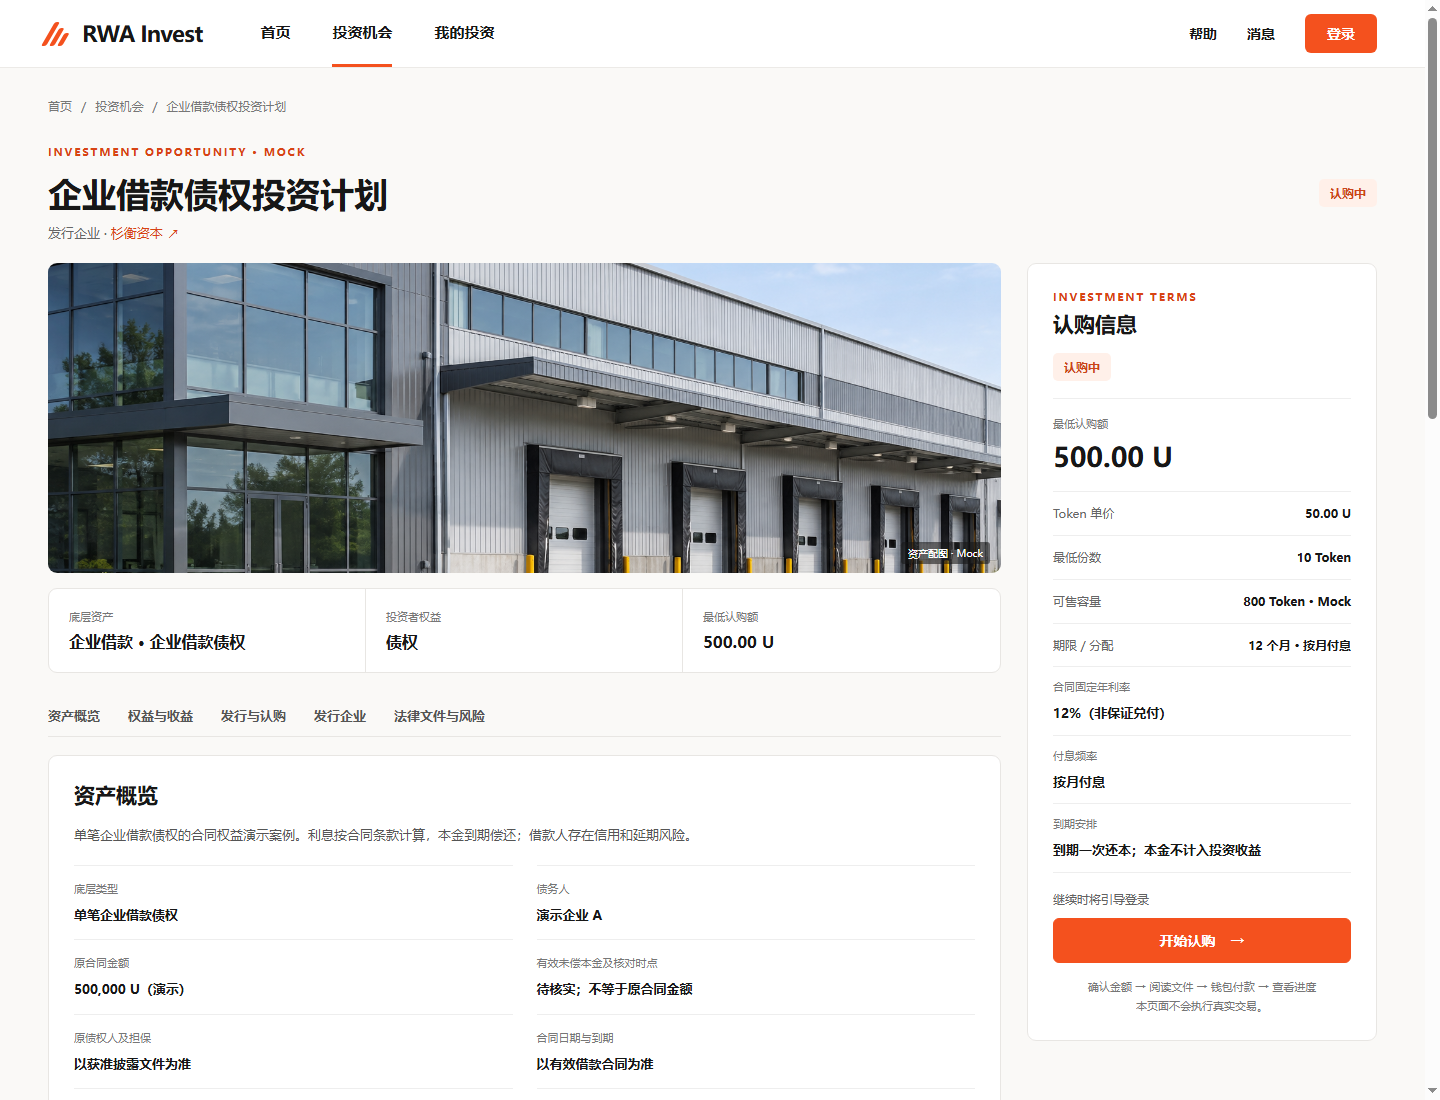 RWA Invest
首页
投资机会
我的投资
帮助
消息
登录
首页 / 投资机会 / 企业借款债权投资计划
INVESTMENT OPPORTUNITY • MOCK
企业借款债权投资计划
认购中
发行企业 · 杉衡资本 ↗
资产配图 · Mock
底层资产
企业借款 • 企业借款债权
投资者权益
债权
最低认购额
500.00 U
资产概览
权益与收益
发行与认购
发行企业
法律文件与风险
资产概览
单笔企业借款债权的合同权益演示案例。利息按合同条款计算，本金到期偿还；借款人存在信用和延期风险。
底层类型
单笔企业借款债权
债务人
演示企业 A
原合同金额
500,000 U（演示）
有效未偿本金及核对时点
待核实；不等于原合同金额
原债权人及担保
以获准披露文件为准
合同日期与到期
以有效借款合同为准
INVESTMENT TERMS
认购信息
认购中
最低认购额
500.00 U
Token 单价
50.00 U
最低份数
10 Token
可售容量
800 Token • Mock
期限 / 分配
12 个月 • 按月付息
合同固定年利率
12%（非保证兑付）
付息频率
按月付息
到期安排
到期一次还本；本金不计入投资收益
继续时将引导登录
开始认购 →
确认金额 → 阅读文件 → 钱包付款 → 查看进度
本页面不会执行真实交易。